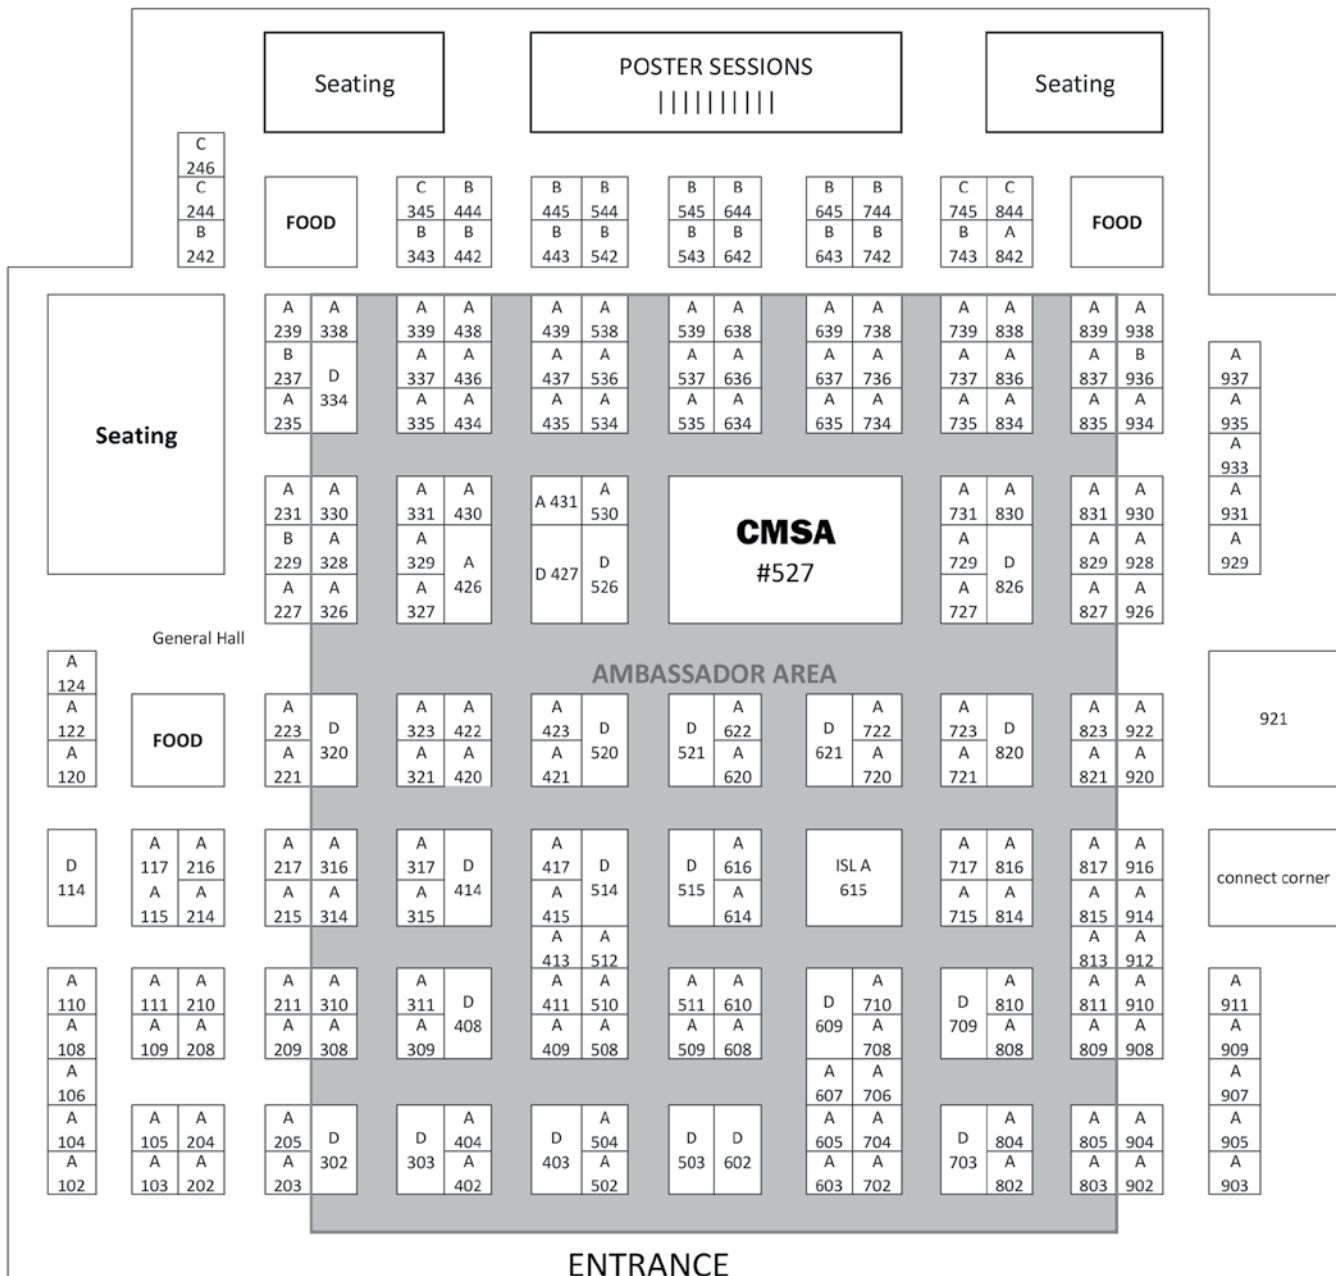 Seating
POSTER SESSIONS
Seating
||||||||||
C
246
C C B B B B B B B C C
244 345 444 445 544 545 644 645 744 745 844
FOOD
FOOD
B B B B B B B B B B A
242 343 442 443 542 543 642 643 742 743 842
A A A A A A A A A A A A A A
239 338 339 438 439 538 539 638 639 738 739 838 839 938
B D A A A A A A A A A A A B A
237 334 337 436 437 536 537 636 637 736 737 836 837 936 937
A A A A A A A A A A A A A A
235 335 434 435 534 535 634 635 734 735 834 835 934 935
Seating
A
933
A A A A A 431 A A A A A A
231 330 331 430 530 731 830 831 930 931
CMSA
#527
B A A A D 427 D A D A A A
229 328 329 426 526 729 826 829 928 929
A A A A A A
227 326 327 727 827 926
General Hall
AMBASSADOR AREA
A
124
A A D A A A D D A D A A D A A
122 223 320 323 422 423 520 521 622 621 722 723 820 823 922
FOOD
921
A A A A A A A A A A
120 221 321 420 421 620 720 721 821 920
D A A A A A D A D D A ISL A A A A A
114 117 216 217 316 317 414 417 514 515 616 615 717 816 817 916
connect corner
A A A A A A A A A A A
115 214 215 314 315 415 614 715 814 815 914
A A A A
413 512 813 912
A A A A A A D A A A A D A D A A A A
110 111 210 211 310 311 408 411 510 511 610 609 710 709 810 811 910 911
A A A A A A A A A A A A A A A
108 109 208 209 308 309 409 508 509 608 708 808 809 908 909
A A A A
106 607 706 907
A A A A D D A D A D D A A D A A A A
104 105 204 205 302 303 404 403 504 503 602 605 704 703 804 805 904 905
A A A A A A A A A A A A
102 103 202 203 402 502 603 702 802 803 902 903
ENTRANCE